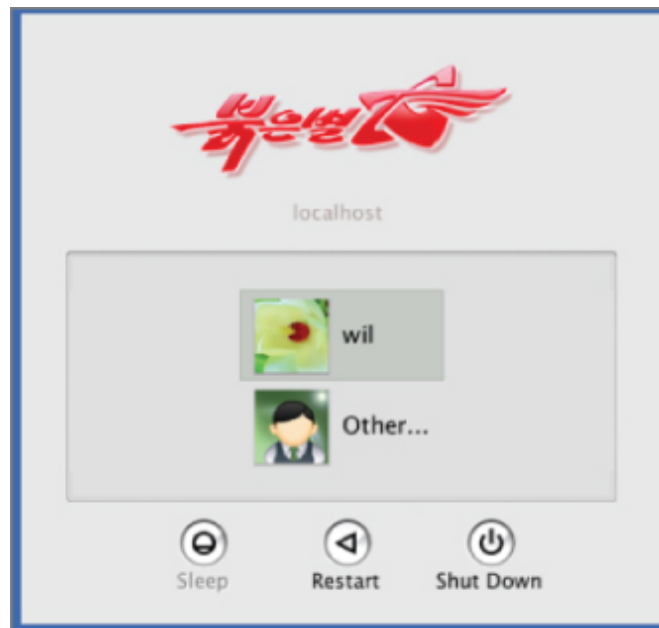 붉은별
localhost
wil
Other...
Sleep
Restart
Shut Down